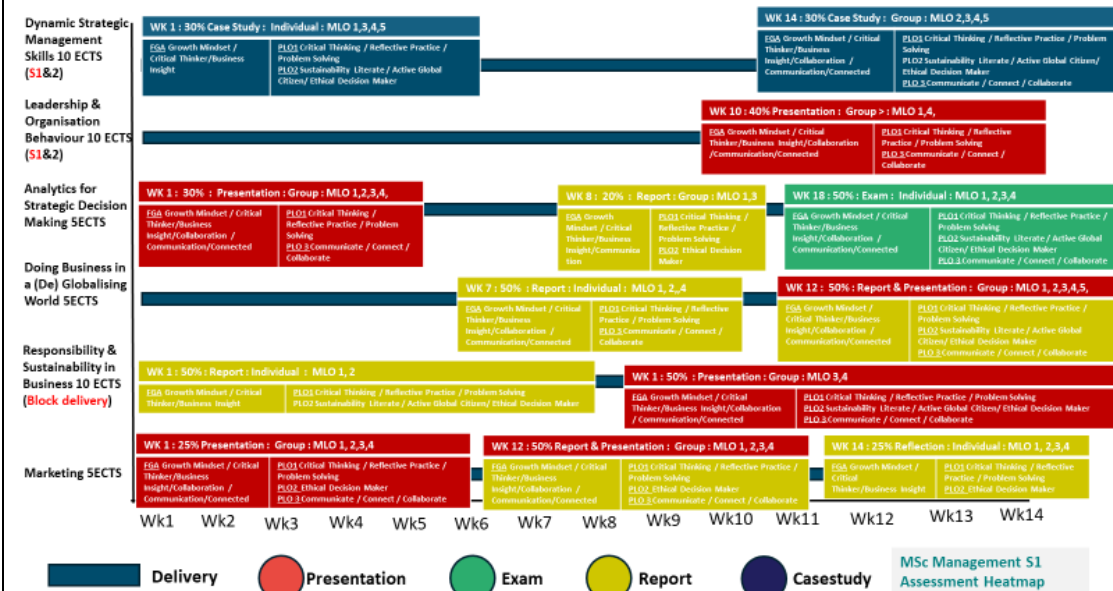 Dynamic Strategic
Management
Skills 10 ECTS
(S1&2)
WK 1 : 30% Case Study : Individual : MLO 1,3,4,5
EGA Growth Mindset /
Critical Thinker/Business
Insight
PLO1 Critical Thinking / Reflective Practice /
Problem Solving
PLO2 Sustainability Literate / Active Global
Citizen/ Ethical Decision Maker
WK 14 : 30% Case Study : Group : MLO 2,3,4,5
EGA Growth Mindset / Critical
Thinker/Business
Insight/Collaboration /
Communication/Connected
PLO1 Critical Thinking / Reflective Practice / Problem
Solving
PLO2 Sustainability Literate / Active Global Citizen/
Ethical Decision Maker
PLO 3 Communicate / Connect / Collaborate
Leadership &
Organisation
Behaviour 10 ECTS
(S1&2)
WK 10 : 40% Presentation : Group > : MLO 1,4,
EGA Growth Mindset / Critical
Thinker/Business Insight/Collaboration
/Communication/Connected
PLO1 Critical Thinking / Reflective
Practice / Problem Solving
PLO 3 Communicate / Connect /
Collaborate
Analytics for
Strategic Decision
Making 5ECTS
WK 1 : 30% : Presentation : Group : MLO 1,2,3,4,
EGA Growth Mindset / Critical
Thinker/Business
Insight/Collaboration /
Communication/Connected
PLO1 Critical Thinking /
Reflective Practice / Problem
Solving
PLO 3 Communicate / Connect /
Collaborate
WK 8 : 20% : Report : Group : MLO 1,3
EGA Growth
Mindset / Critical
Thinker/Business
Insight/Communica
tion
PLO1 Critical Thinking /
Reflective Practice /
Problem Solving
PLO2 Ethical Decision
Maker
WK 18 : 50% : Exam : Individual : MLO 1, 2,3,4
EGA Growth Mindset / Critical
Thinker/Business
Insight/Collaboration /
Communication/Connected
PLO1 Critical Thinking / Reflective Practice /
Problem Solving
PLO2 Sustainability Literate / Active Global
Citizen/ Ethical Decision Maker
PLO 3 Communicate / Connect / Collaborate
Doing Business in
a (De) Globalising
World 5ECTS
WK 7 : 50% : Report : Individual : MLO 1, 2,,4
EGA Growth Mindset / Critical
Thinker/Business
Insight/Collaboration /
Communication/Connected
PLO1 Critical Thinking / Reflective
Practice / Problem Solving
PLO 3 Communicate / Connect /
Collaborate
WK 12 : 50% : Report & Presentation : Group : MLO 1, 2,3,4,5,
EGA Growth Mindset /
Critical Thinker/Business
Insight/Collaboration /
Communication/Connected
PLO1 Critical Thinking / Reflective Practice /
Problem Solving
PLO2 Sustainability Literate / Active Global
Citizen/ Ethical Decision Maker
PLO 3 Communicate / Connect / Collaborate
Responsibility &
Sustainability in
Business 10 ECTS
(Block delivery)
WK 1 : 50% : Report : Individual : MLO 1, 2
EGA Growth Mindset / Critical
Thinker/Business Insight
PLO1 Critical Thinking / Reflective Practice / Problem Solving
PLO2 Sustainability Literate / Active Global Citizen/ Ethical Decision Maker
WK 1 : 50% : Presentation : Group : MLO 3,4
EGA Growth Mindset / Critical
Thinker/Business Insight/Collaboration
/ Communication/Connected
PLO1 Critical Thinking / Reflective Practice / Problem Solving
PLO2 Sustainability Literate / Active Global Citizen/ Ethical Decision Maker
PLO 3 Communicate / Connect / Collaborate
Marketing 5ECTS
WK 1 : 25% Presentation : Group : MLO 1, 2,3,4
EGA Growth Mindset / Critical
Thinker/Business
Insight/Collaboration /
Communication/Connected
PLO1 Critical Thinking / Reflective Practice /
Problem Solving
PLO2 Ethical Decision Maker
PLO 3 Communicate / Connect / Collaborate
WK 12 : 50% Report & Presentation : Group : MLO 1, 2,3,4
EGA Growth Mindset / Critical
Thinker/Business
Insight/Collaboration /
Communication/Connected
PLO1 Critical Thinking / Reflective Practice /
Problem Solving
PLO2 Ethical Decision Maker
PLO 3 Communicate / Connect / Collaborate
WK 14 : 25% Reflection : Individual : MLO 1, 2,3,4
EGA Growth Mindset /
Critical
Thinker/Business Insight
PLO1 Critical Thinking / Reflective
Practice / Problem Solving
PLO2 Ethical Decision Maker
Wk1 Wk2 Wk3 Wk4 Wk5 Wk6 Wk7 Wk8 Wk9 Wk10 Wk11 Wk12 Wk13 Wk14
Delivery Presentation Exam Report Casestudy
MSc Management S1
Assessment Heatmap